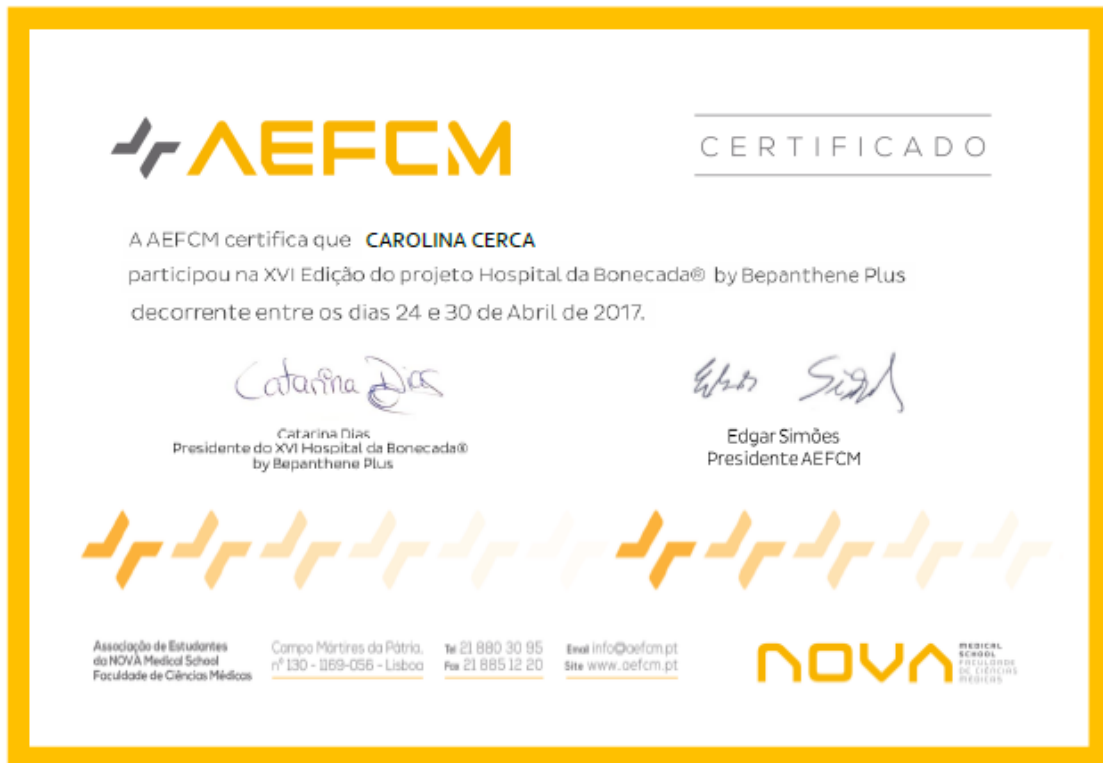 AEFCM
CERTIFICADO
A AEFCM certifica que CAROLINA CERCA
participou na XVI Edição do projeto Hospital da Bonecada® by Bepanthene Plus
decorrente entre os dias 24 e 30 de Abril de 2017.
Catarina Dias
Catarina Dias
Presidente do XVI Hospital da Bonecada®
by Bepanthene Plus
Edgar Simões
Presidente AEFCM
Associação de Estudantes
da NOVA Medical School
Faculdade de Ciências Médicas
Campo Mártires da Pátria,
nº 130 - 1169-056 - Lisboa
Tel 21 880 30 95
Fax 21 885 12 20
Email info@aefcm.pt
Site www.aefcm.pt
NOVA
MEDICAL
SCHOOL
FACULDADE
DE CIÊNCIAS
MÉDICAS